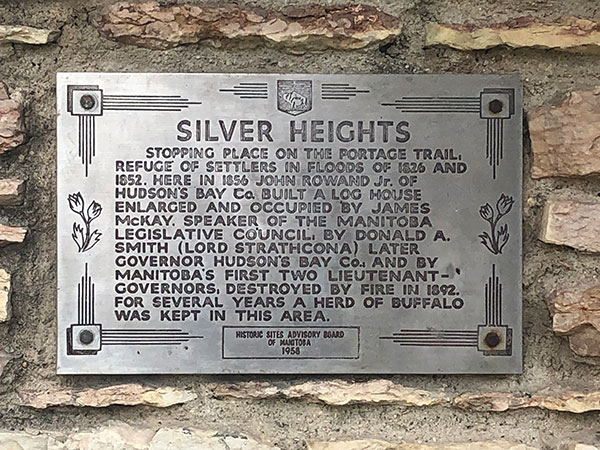 SILVER HEIGHTS
STOPPING PLACE ON THE PORTAGE TRAIL,
REFUGE OF SETTLERS IN FLOODS OF 1826 AND
1852. HERE IN 1856 JOHN ROWAND Jr. OF
HUDSON'S BAY Co. BUILT A LOG HOUSE
ENLARGED AND OCCUPIED BY JAMES
McKAY, SPEAKER OF THE MANITOBA
LEGISLATIVE COUNCIL, BY DONALD A.
SMITH (LORD STRATHCONA) LATER
GOVERNOR HUDSON'S BAY Co., AND BY
MANITOBA'S FIRST TWO LIEUTENANT-
GOVERNORS, DESTROYED BY FIRE IN 1892.
FOR SEVERAL YEARS A HERD OF BUFFALO
WAS KEPT IN THIS AREA.
HISTORIC SITES ADVISORY BOARD
OF MANITOBA
1958